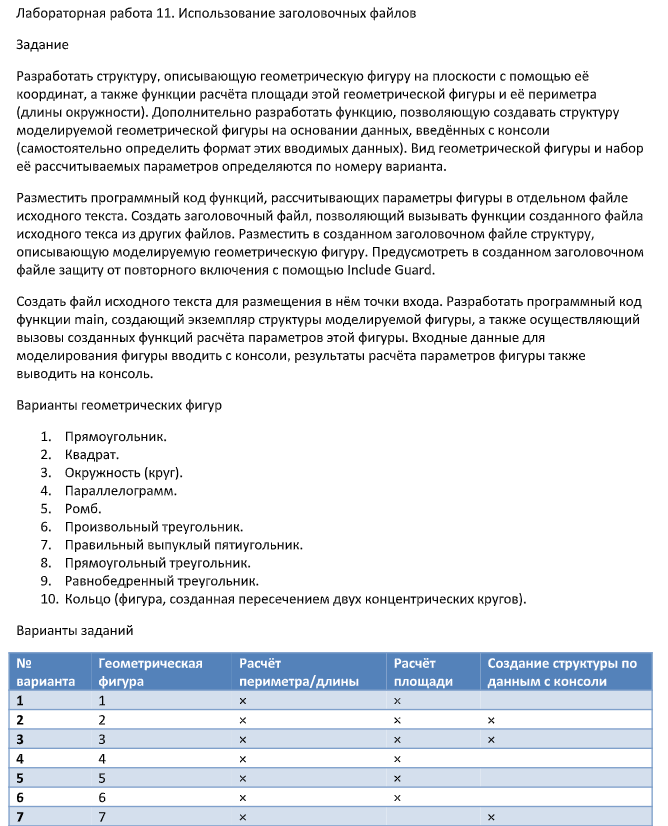 Лабораторная работа 11. Использование заголовочных файлов
Задание
Разработать структуру, описывающую геометрическую фигуру на плоскости с помощью её
координат, а также функции расчёта площади этой геометрической фигуры и её периметра
(длины окружности). Дополнительно разработать функцию, позволяющую создавать структуру
моделируемой геометрической фигуры на основании данных, введённых с консоли
(самостоятельно определить формат этих вводимых данных). Вид геометрической фигуры и набор
её рассчитываемых параметров определяются по номеру варианта.
Разместить программный код функций, рассчитывающих параметры фигуры в отдельном файле
исходного текста. Создать заголовочный файл, позволяющий вызывать функции созданного файла
исходного текса из других файлов. Разместить в созданном заголовочном файле структуру,
описывающую моделируемую геометрическую фигуру. Предусмотреть в созданном заголовочном
файле защиту от повторного включения с помощью Include Guard.
Создать файл исходного текста для размещения в нём точки входа. Разработать программный код
функции main, создающий экземпляр структуры моделируемой фигуры, а также осуществляющий
вызовы созданных функций расчёта параметров этой фигуры. Входные данные для
моделирования фигуры вводить с консоли, результаты расчёта параметров фигуры также
выводить на консоль.
Варианты геометрических фигур
1. Прямоугольник.
2. Квадрат.
3. Окружность (круг).
4. Параллелограмм.
5. Ромб.
6. Произвольный треугольник.
7. Правильный выпуклый пятиугольник.
8. Прямоугольный треугольник.
9. Равнобедренный треугольник.
10. Кольцо (фигура, созданная пересечением двух концентрических кругов).
Варианты заданий
№ Геометрическая Расчёт Расчёт Создание структуры по
варианта фигура периметра/длины площади данным с консоли
1 1 × ×
2 2 × × ×
3 3 × × ×
4 4 × ×
5 5 × ×
6 6 × ×
7 7 × ×